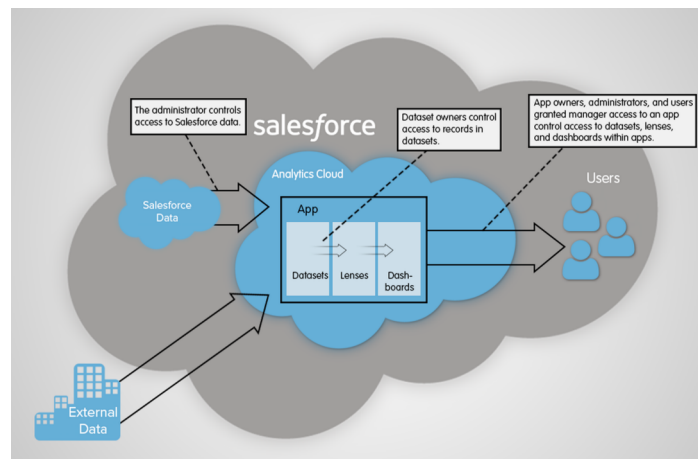 The administrator controls
access to Salesforce data.
salesforce
Dataset owners control
access to records in
datasets.
App owners, administrators, and users
granted manager access to an app
control access to datasets, lenses,
and dashboards within apps.
Analytics Cloud
Users
Salesforce
Data
App
Datasets
Lenses
Dash-
boards
External
Data